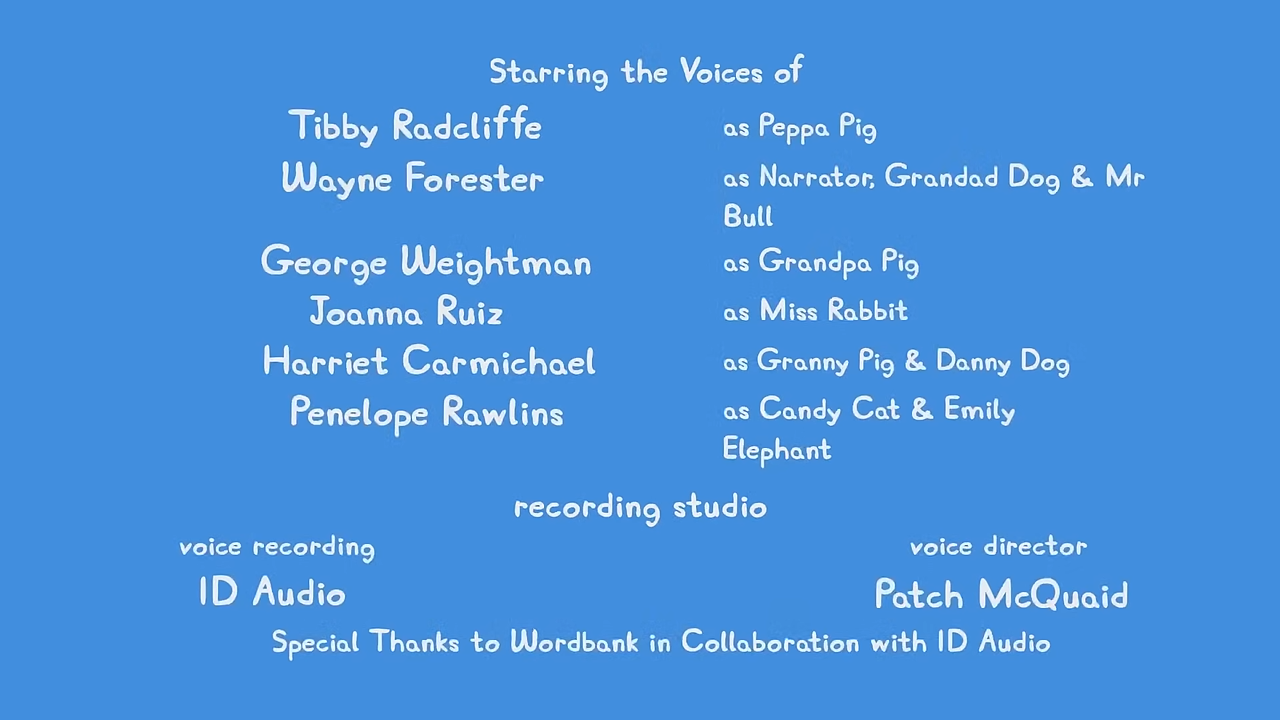 Starring the Voices of
Tibby Radcliffe as Peppa Pig
Wayne Forester as Narrator, Grandad Dog & Mr
Bull
George Weightman as Grandpa Pig
Joanna Ruiz as Miss Rabbit
Harriet Carmichael as Granny Pig & Danny Dog
Penelope Rawlins as Candy Cat & Emily
Elephant
recording studio
voice recording voice director
ID Audio Patch McQuaid
Special Thanks to Wordbank in Collaboration with ID Audio